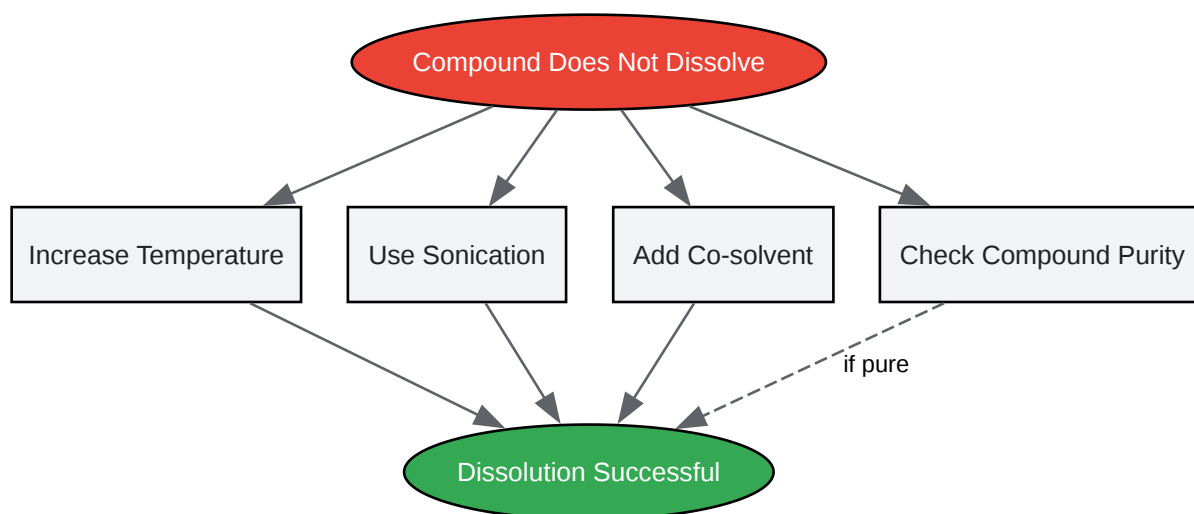 Compound Does Not Dissolve
Increase Temperature
Use Sonication
Add Co-solvent
Check Compound Purity
if pure
Dissolution Successful